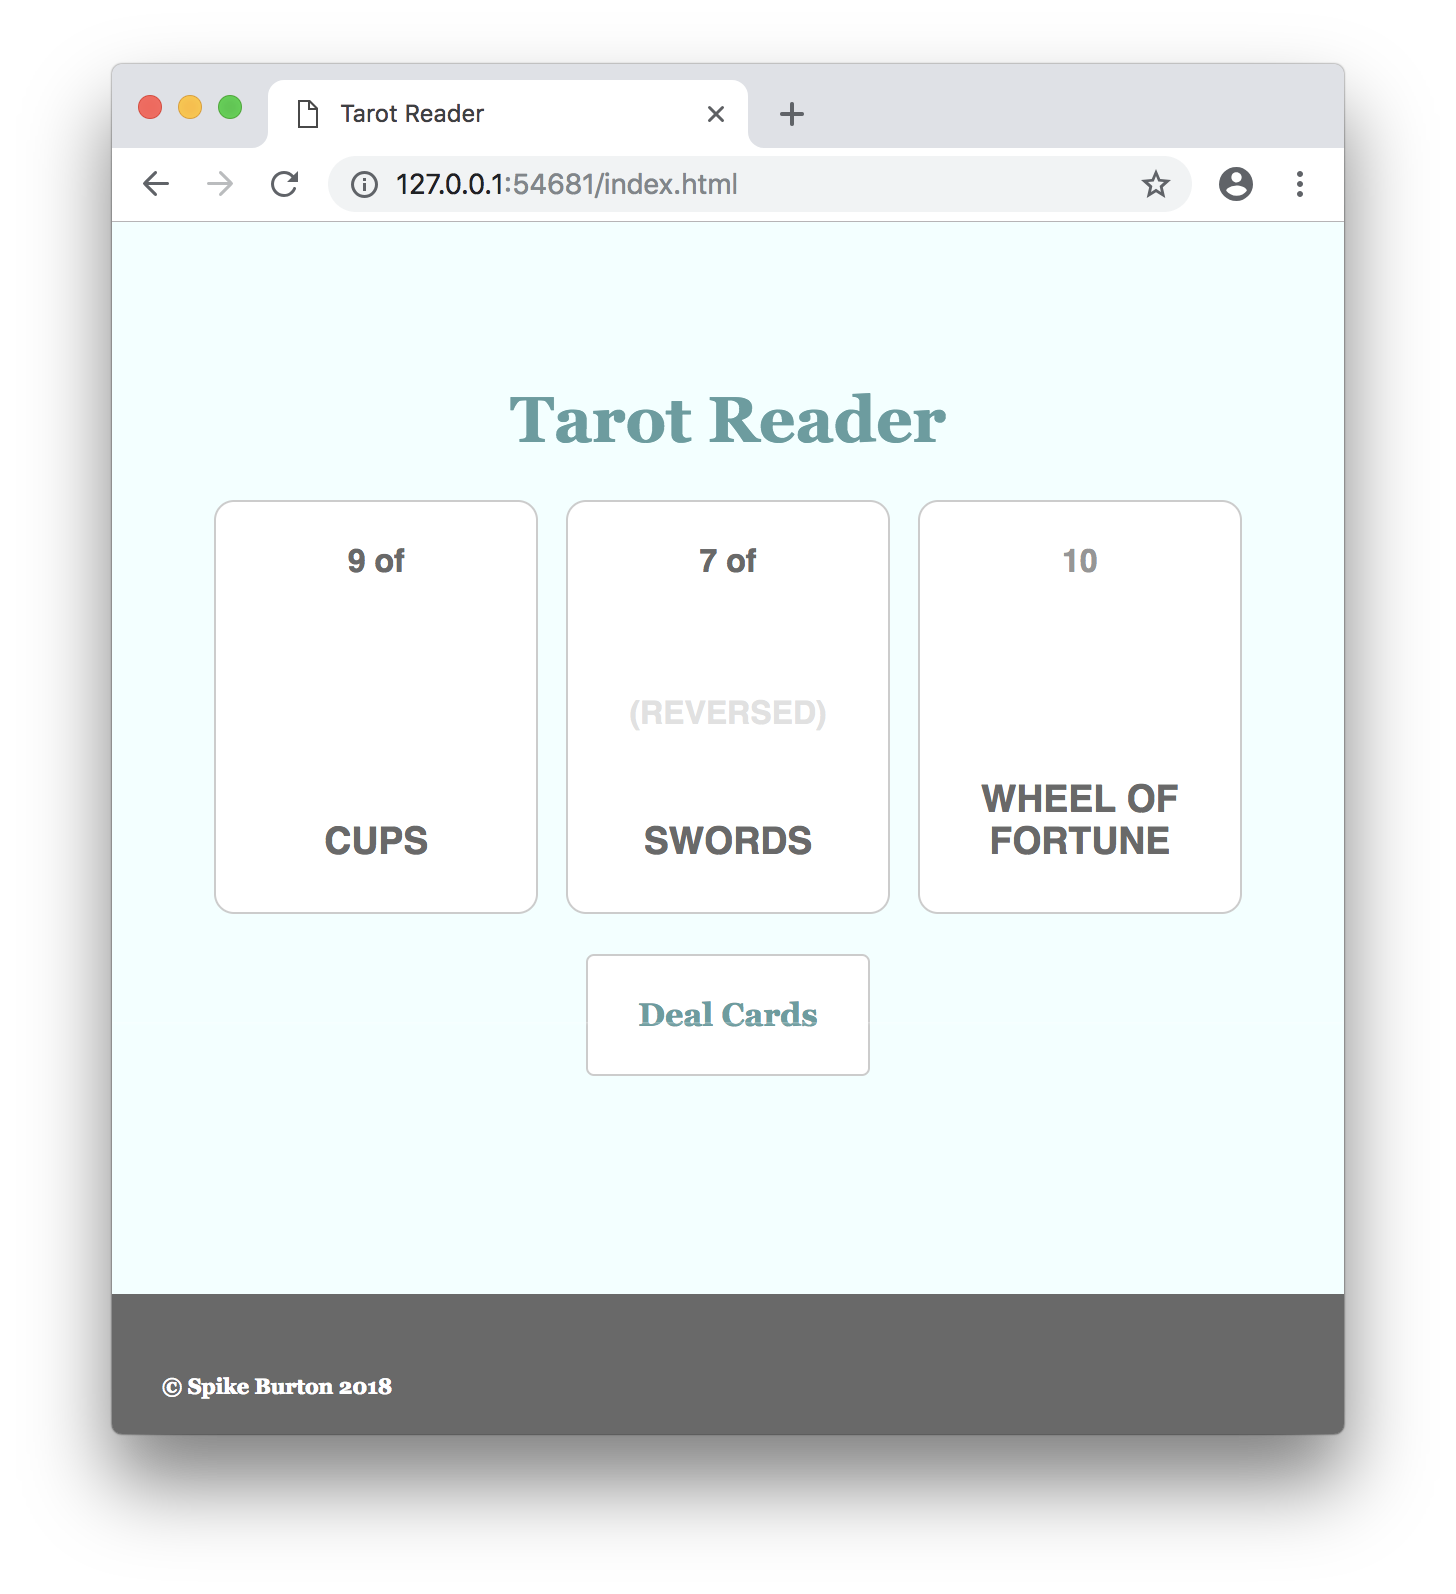 Tarot Reader
127.0.0.1:54681/index.html
Tarot Reader
9 of
CUPS
7 of
(REVERSED)
SWORDS
10
WHEEL OF
FORTUNE
Deal Cards
© Spike Burton 2018